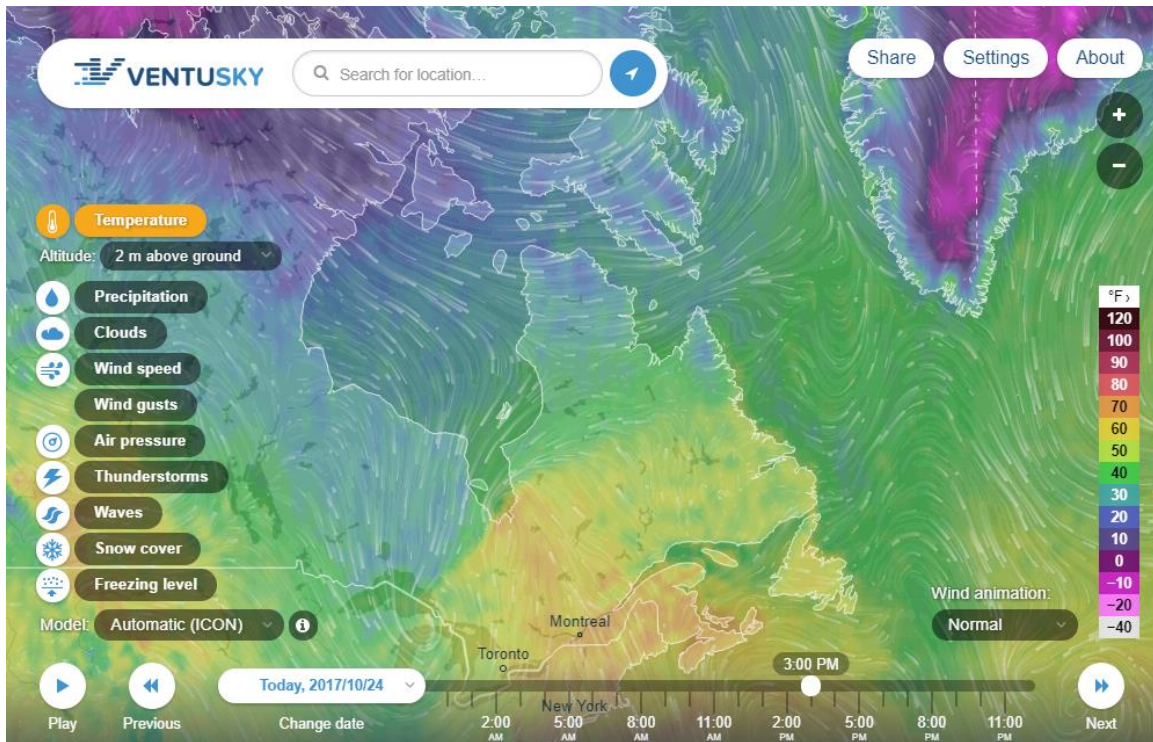 VENTUSKY
Search for location...
Share
Settings
About
+
−
Temperature
Altitude: 2 m above ground
Precipitation
Clouds
Wind speed
Wind gusts
Air pressure
Thunderstorms
Waves
Snow cover
Freezing level
Model: Automatic (ICON)
i
°F ›
120
100
90
80
70
60
50
40
30
20
10
0
−10
−20
−40
Wind animation:
Normal
Montreal
Toronto
New York
3:00 PM
Play
Previous
Today, 2017/10/24
Change date
2:00 AM
5:00 AM
8:00 AM
11:00 AM
2:00 PM
5:00 PM
8:00 PM
11:00 PM
Next